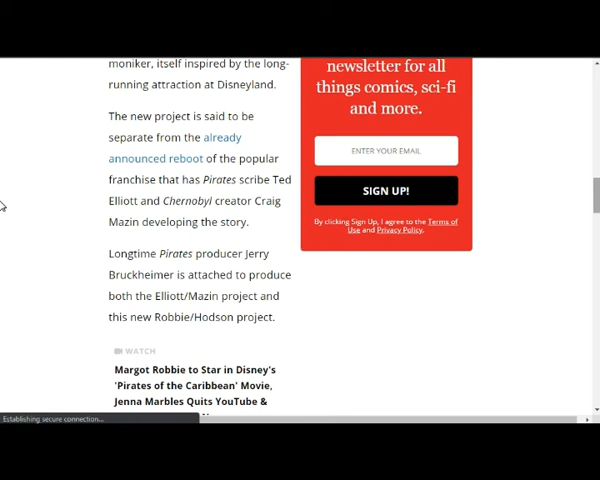 moniker, itself inspired by the long-
running attraction at Disneyland.
The new project is said to be
separate from the already
announced reboot of the popular
franchise that has Pirates scribe Ted
Elliott and Chernobyl creator Craig
Mazin developing the story.
Longtime Pirates producer Jerry
Bruckheimer is attached to produce
both the Elliott/Mazin project and
this new Robbie/Hodson project.
WATCH
Margot Robbie to Star in Disney's
'Pirates of the Caribbean' Movie,
Jenna Marbles Quits YouTube &
newsletter for all
things comics, sci-fi
and more.
ENTER YOUR EMAIL
SIGN UP!
By clicking Sign Up, I agree to the Terms of
Use and Privacy Policy.
Establishing secure connection...